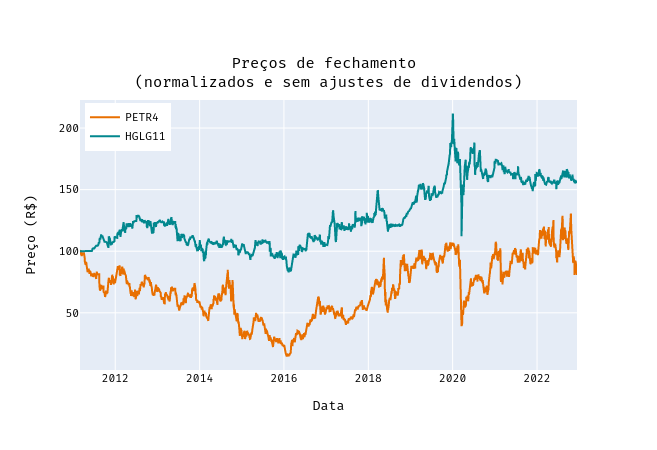 Preços de fechamento
(normalizados e sem ajustes de dividendos)
PETR4
HGLG11
Preço (R$)
200
150
100
50
2012
2014
2016
2018
2020
2022
Data